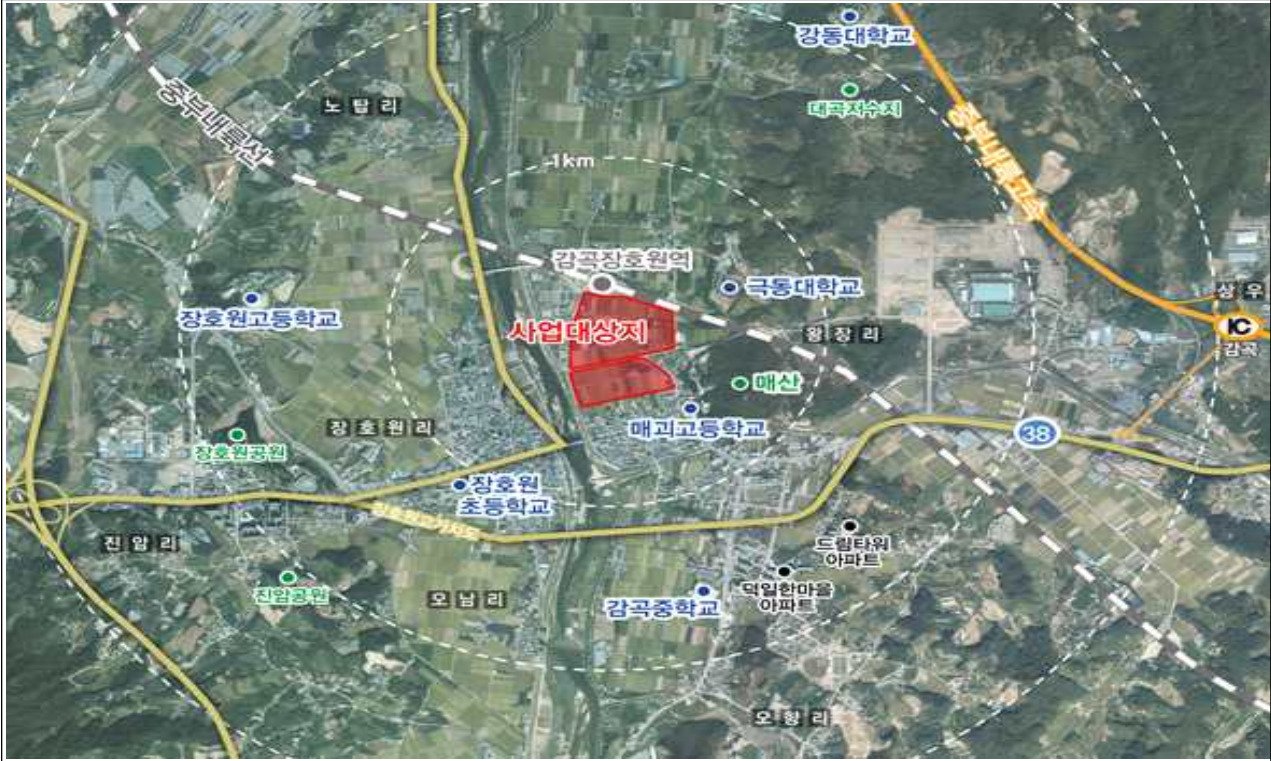 강동대학교
대곡저수지
중부내륙선
중부내륙고속
노탑리
1km
감곡장호원역
극동대학교
상우
IC
감곡
장호원고등학교
사업대상지
왕장리
매산
장호원리
매괴고등학교
38
장호원공원
장호원
초등학교
진암리
드림타워
아파트
진암공원
오남리
덕일한마을
아파트
감곡중학교
오향리